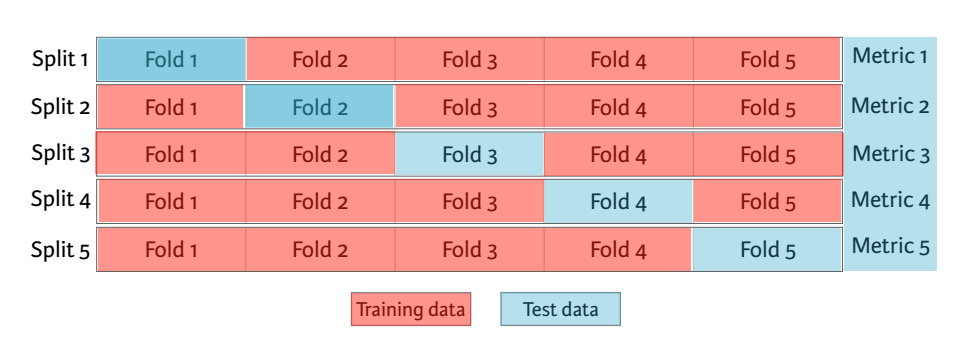 Split 1 Fold 1 Fold 2 Fold 3 Fold 4 Fold 5 Metric 1
Split 2 Fold 1 Fold 2 Fold 3 Fold 4 Fold 5 Metric 2
Split 3 Fold 1 Fold 2 Fold 3 Fold 4 Fold 5 Metric 3
Split 4 Fold 1 Fold 2 Fold 3 Fold 4 Fold 5 Metric 4
Split 5 Fold 1 Fold 2 Fold 3 Fold 4 Fold 5 Metric 5
Training data Test data